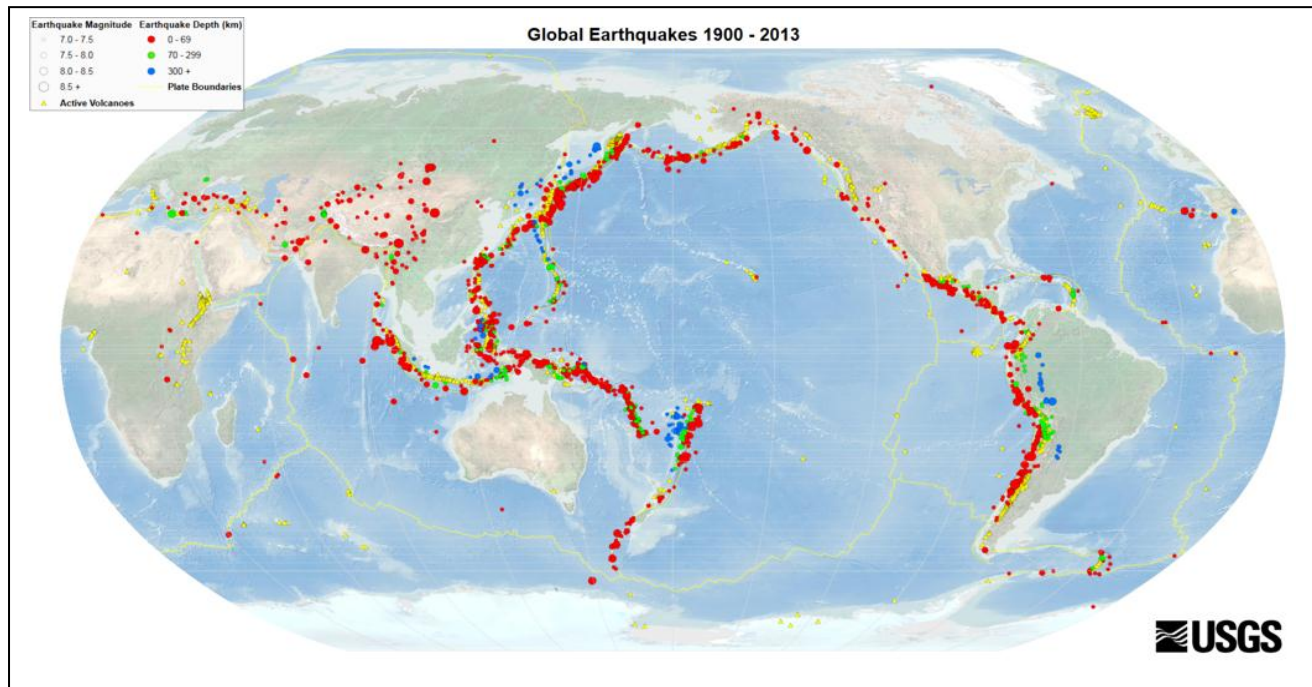 Global Earthquakes 1900 - 2013
Earthquake Magnitude
7.0 - 7.5
7.5 - 8.0
8.0 - 8.5
8.5 +
Active Volcanoes
Earthquake Depth (km)
0 - 69
70 - 299
300 +
Plate Boundaries
USGS